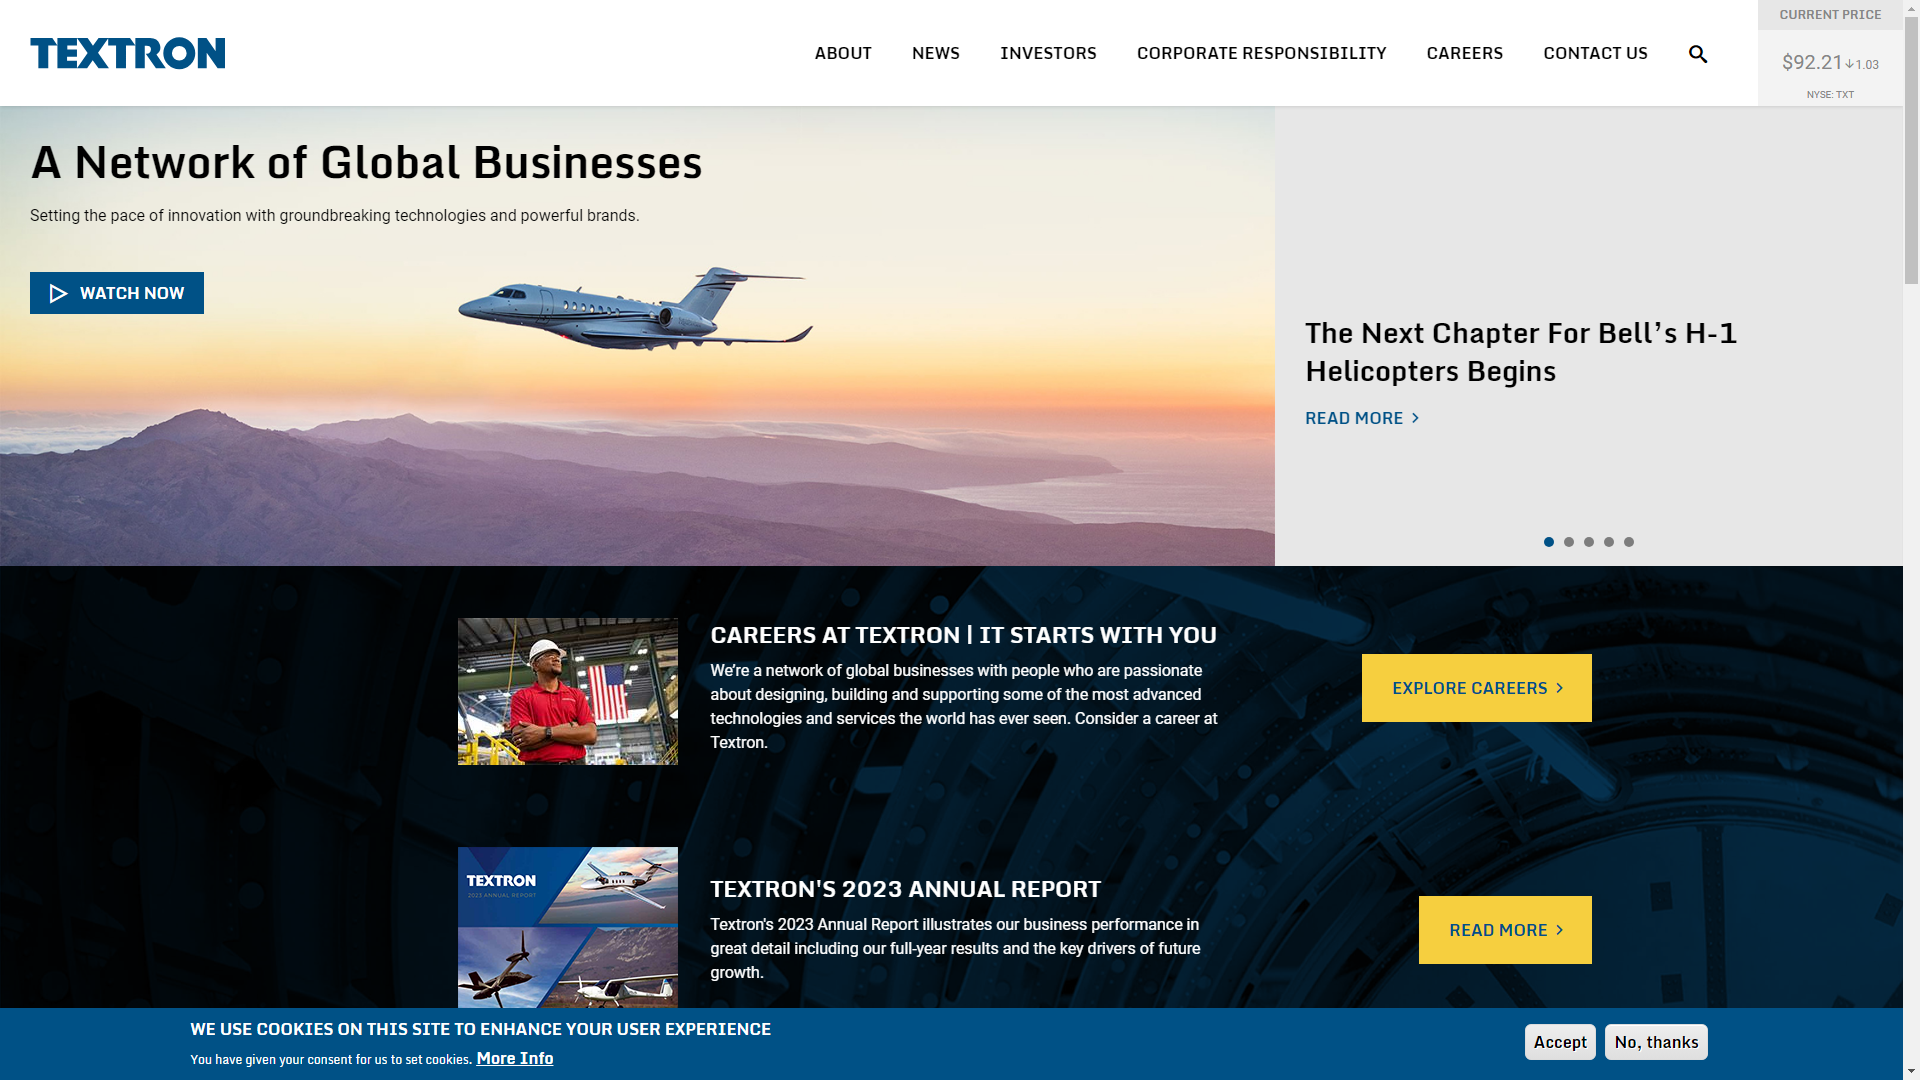 TEXTRON
ABOUT
NEWS
INVESTORS
CORPORATE RESPONSIBILITY
CAREERS
CONTACT US
CURRENT PRICE
$92.21 ↓1.03
NYSE: TXT
A Network of Global Businesses
Setting the pace of innovation with groundbreaking technologies and powerful brands.
WATCH NOW
The Next Chapter For Bell’s H-1
Helicopters Begins
READ MORE
CAREERS AT TEXTRON | IT STARTS WITH YOU
We’re a network of global businesses with people who are passionate
about designing, building and supporting some of the most advanced
technologies and services the world has ever seen. Consider a career at
Textron.
EXPLORE CAREERS
TEXTRON
2023 ANNUAL REPORT
TEXTRON'S 2023 ANNUAL REPORT
Textron's 2023 Annual Report illustrates our business performance in
great detail including our full-year results and the key drivers of future
growth.
READ MORE
WE USE COOKIES ON THIS SITE TO ENHANCE YOUR USER EXPERIENCE
You have given your consent for us to set cookies. More Info
Accept
No, thanks